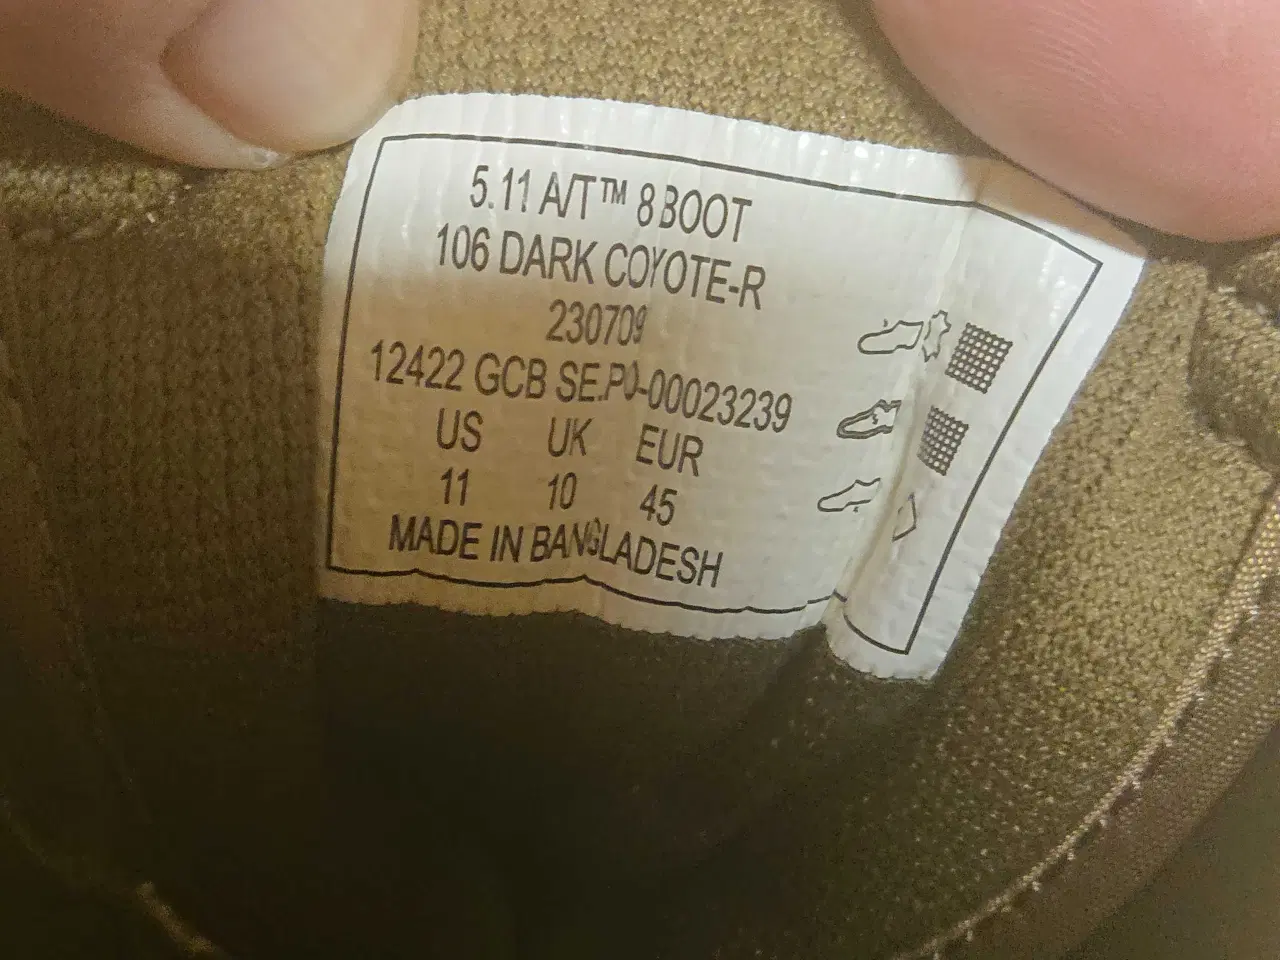 5.11 A/T™ 8 BOOT
106 DARK COYOTE-R
230709
12422 GCB SE.PO-00023239
US UK EUR
11 10 45
MADE IN BANGLADESH